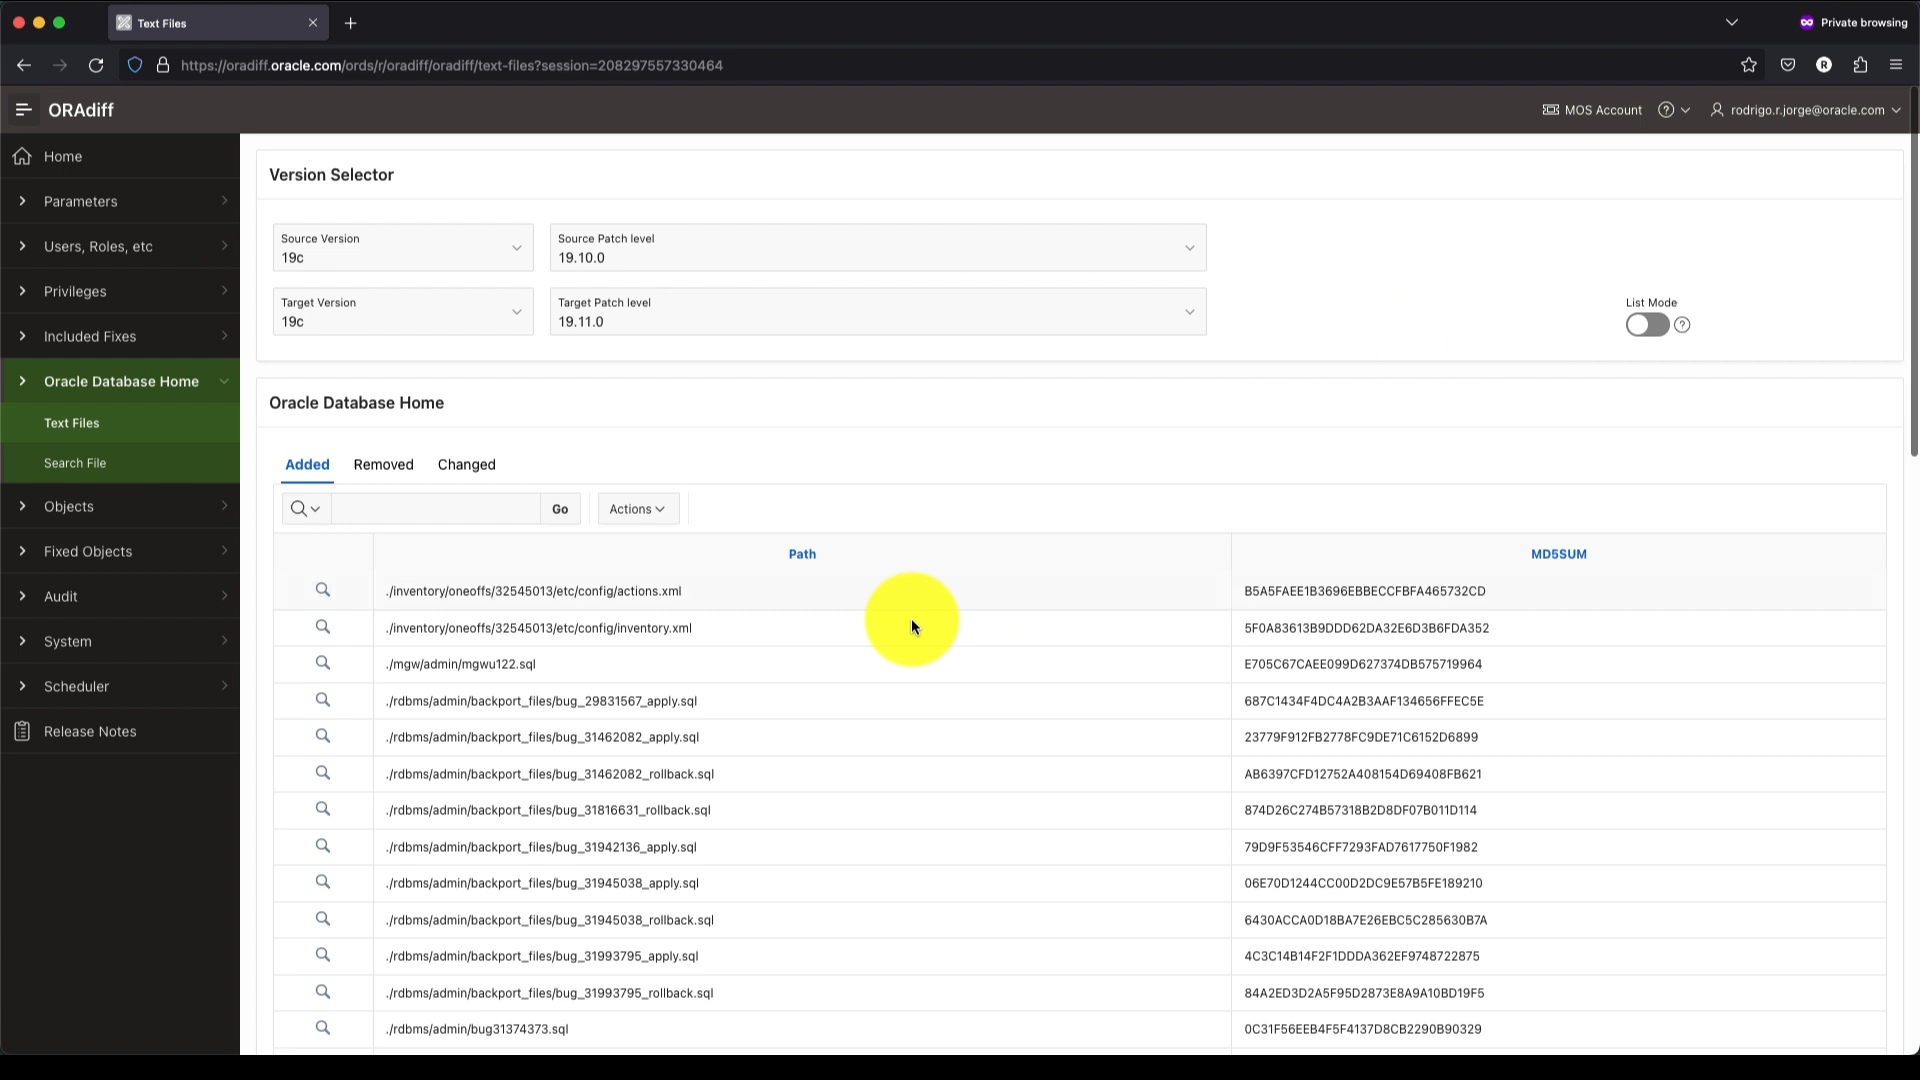 Text Files
Private browsing
https://oradiff.oracle.com/ords/r/oradiff/oradiff/text-files?session=208297557330464
R
ORAdiff
MOS Account
rodrigo.r.jorge@oracle.com
Home
Parameters
Users, Roles, etc
Privileges
Included Fixes
Oracle Database Home
Text Files
Search File
Objects
Fixed Objects
Audit
System
Scheduler
Release Notes
Version Selector
Source Version
19c
Source Patch level
19.10.0
Target Version
19c
Target Patch level
19.11.0
List Mode
Oracle Database Home
Added Removed Changed
Go
Actions
Path MD5SUM
./inventory/oneoffs/32545013/etc/config/actions.xml B5A5FAEE1B3696EBBECCFBFA465732CD
./inventory/oneoffs/32545013/etc/config/inventory.xml 5F0A83613B9DDD62DA32E6D3B6FDA352
./mgw/admin/mgwu122.sql E705C67CAEE099D627374DB575719964
./rdbms/admin/backport_files/bug_29831567_apply.sql 687C1434F4DC4A2B3AAF134656FFEC5E
./rdbms/admin/backport_files/bug_31462082_apply.sql 23779F912FB2778FC9DE71C6152D6899
./rdbms/admin/backport_files/bug_31462082_rollback.sql AB6397CFD12752A408154D69408FB621
./rdbms/admin/backport_files/bug_31816631_rollback.sql 874D26C274B57318B2D8DF07B011D114
./rdbms/admin/backport_files/bug_31942136_apply.sql 79D9F53546CFF7293FAD7617750F1982
./rdbms/admin/backport_files/bug_31945038_apply.sql 06E70D1244CC00D2DC9E57B5FE189210
./rdbms/admin/backport_files/bug_31945038_rollback.sql 6430ACCA0D18BA7E26EBC5C285630B7A
./rdbms/admin/backport_files/bug_31993795_apply.sql 4C3C14B14F2F1DDDA362EF9748722875
./rdbms/admin/backport_files/bug_31993795_rollback.sql 84A2ED3D2A5F95D2873E8A9A10BD19F5
./rdbms/admin/bug31374373.sql 0C31F56EEB4F5F4137D8CB2290B90329